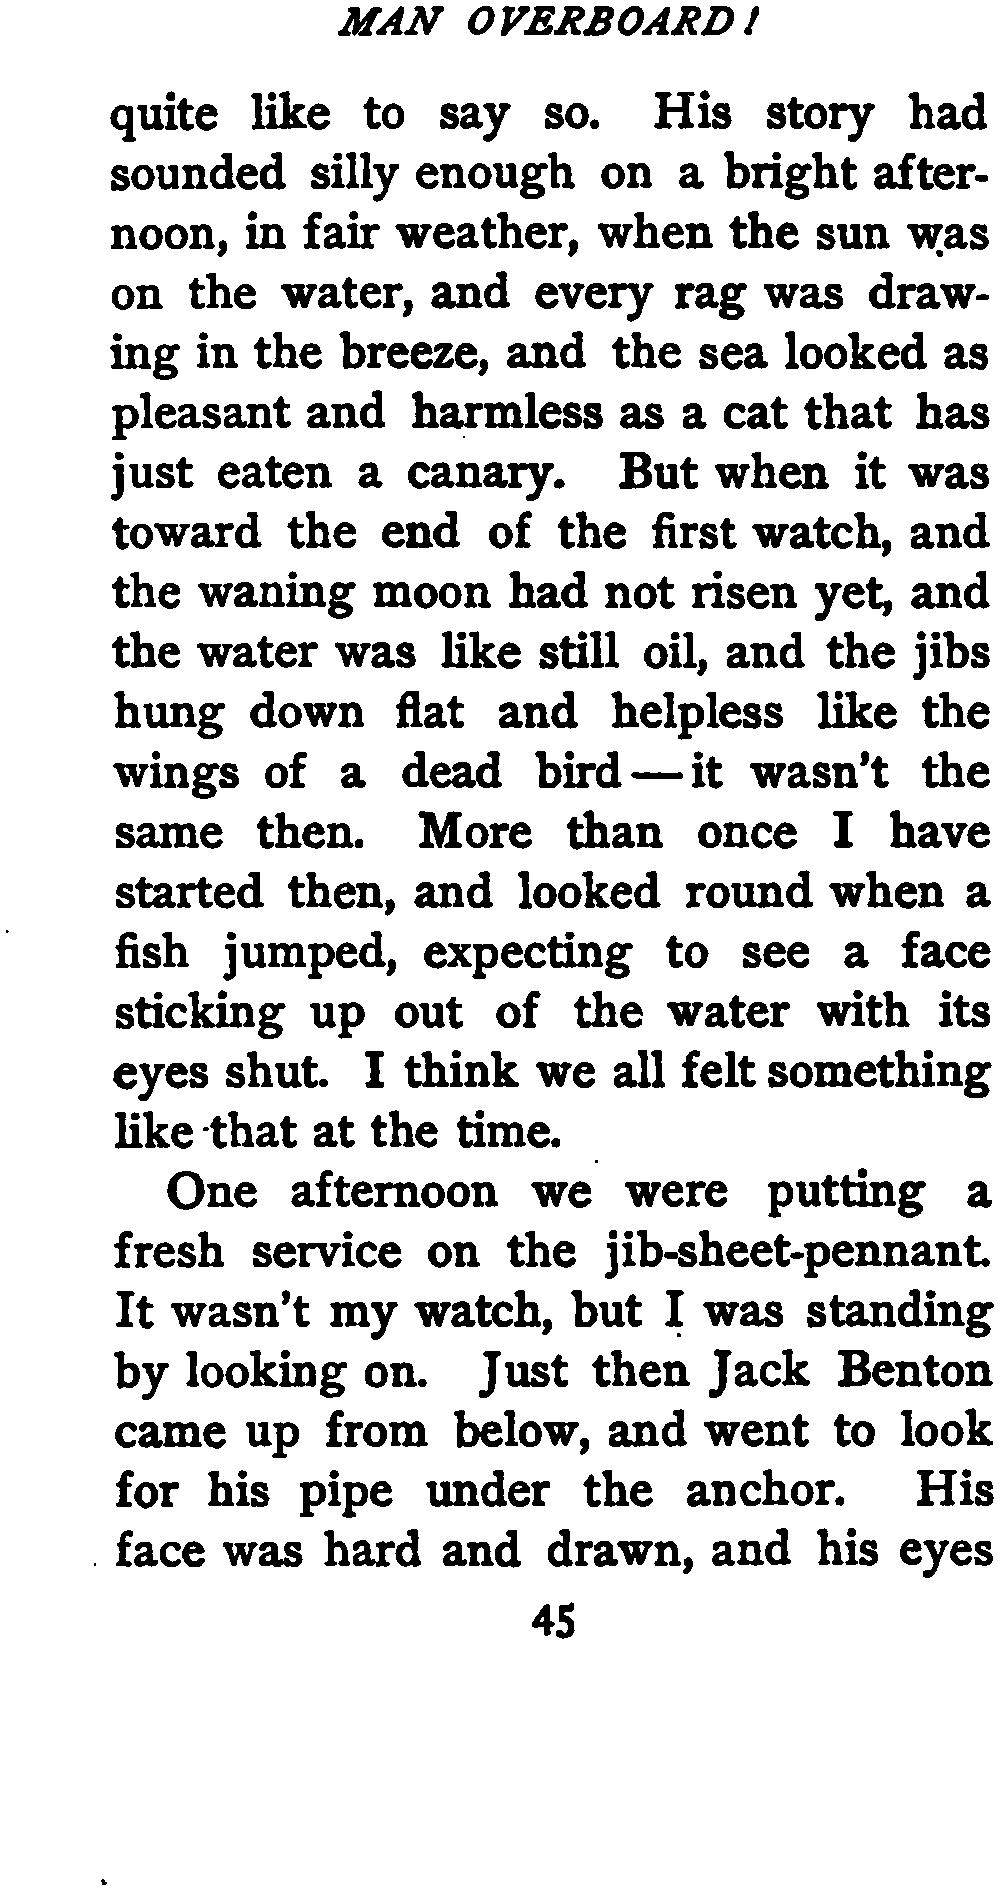 MAN OVERBOARD!
quite like to say so. His story had
sounded silly enough on a bright after-
noon, in fair weather, when the sun was
on the water, and every rag was draw-
ing in the breeze, and the sea looked as
pleasant and harmless as a cat that has
just eaten a canary. But when it was
toward the end of the first watch, and
the waning moon had not risen yet, and
the water was like still oil, and the jibs
hung down flat and helpless like the
wings of a dead bird—it wasn't the
same then. More than once I have
started then, and looked round when a
fish jumped, expecting to see a face
sticking up out of the water with its
eyes shut. I think we all felt something
like that at the time.
One afternoon we were putting a
fresh service on the jib-sheet-pennant.
It wasn't my watch, but I was standing
by looking on. Just then Jack Benton
came up from below, and went to look
for his pipe under the anchor. His
face was hard and drawn, and his eyes
45